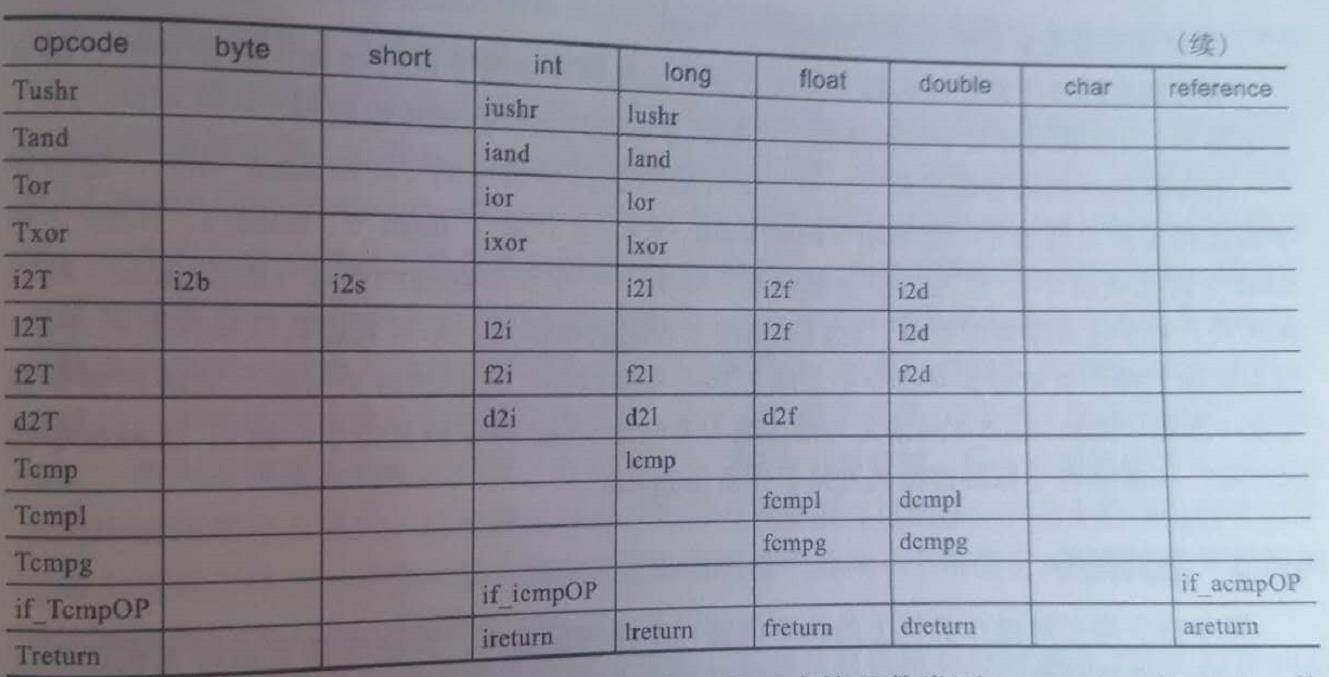 (续)
opcode byte short int long float double char reference
Tushr iushr lushr
Tand iand land
Tor ior lor
Txor ixor lxor
i2T i2b i2s i2l i2f i2d
l2T l2i l2f l2d
f2T f2i f2l f2d
d2T d2i d2l d2f
Tcmp lcmp
Tcmpl fcmpl dcmpl
Tcmpg fcmpg dcmpg
if_TcmpOP if_icmpOP if_acmpOP
Treturn ireturn lreturn freturn dreturn areturn